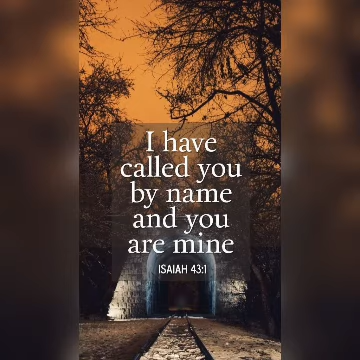 I have
called you
by name
and you
are mine
ISAIAH 43:1